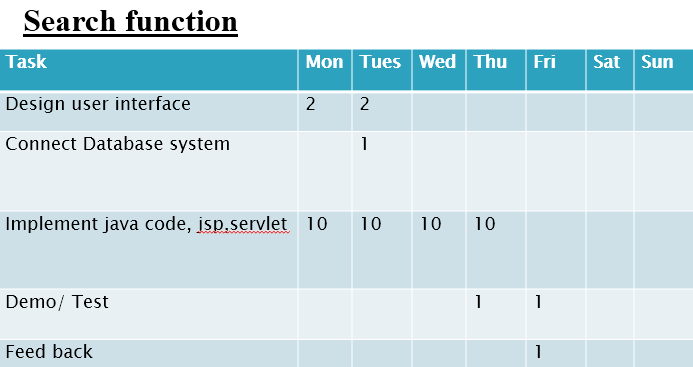 Search function
Task Mon Tues Wed Thu Fri Sat Sun
Design user interface 2 2
Connect Database system 1
Implement java code, jsp,servlet 10 10 10 10
Demo/ Test 1 1
Feed back 1